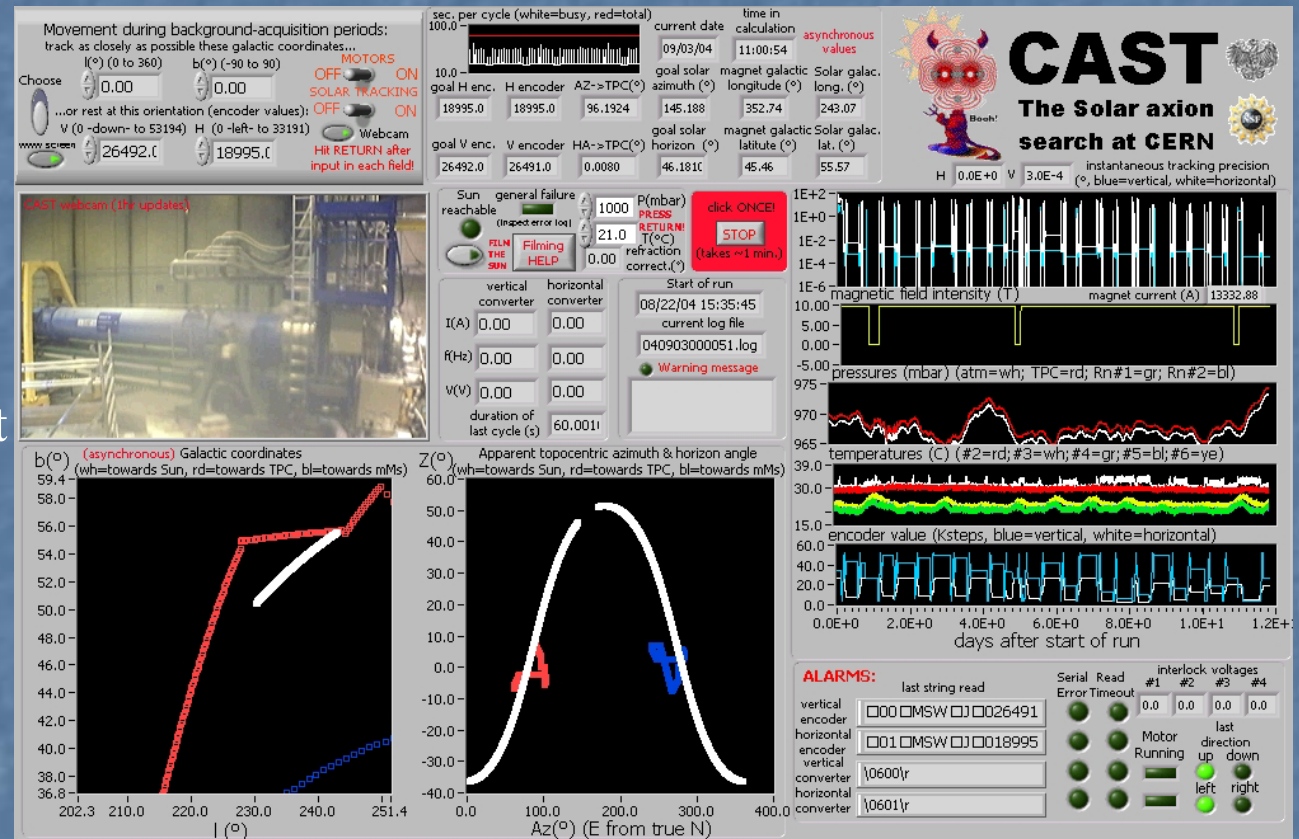 Movement during background-acquisition periods:
track as closely as possible these galactic coordinates...
l(°) (0 to 360) b(°) (-90 to 90) MOTORS
Choose 0.00 0.00 OFF ON
SOLAR TRACKING
...or rest at this orientation (encoder values): OFF ON
V (0 -down- to 53194) H (0 -left- to 33191) Webcam
www screen 26492.( 18995.(
Hit RETURN after
input in each field!
sec. per cycle (white=busy, red=total)
100.0
10.0
current date
09/03/04
time in
calculation
11:00:54
asynchronous
values
goal H enc. H encoder AZ->TPC(°) goal solar azimuth (°) magnet galactic longitude (°) Solar galac. long. (°)
18995.0 18995.0 96.1924 145.188 352.74 243.07
goal V enc. V encoder HA->TPC(°) goal solar horizon (°) magnet galactic latitute (°) Solar galac. lat. (°)
26492.0 26491.0 0.0080 46.181( 45.46 55.57
Booh!
CAST
The Solar axion
search at CERN
H 0.0E+0 V 3.0E-4
instantaneous tracking precision
(°, blue=vertical, white=horizontal)
CAST webcam (1hr updates)
t
Sun
reachable
general failure
(Inspect error log)
FILM
THE
SUN
Filming
HELP
1000 P(mbar)
PRESS
RETURN!
21.0 T(°C)
0.00 refraction
correct.(°)
click ONCE!
STOP
(takes ~1 min.)
vertical
converter
horizontal
converter
I(A) 0.00 0.00
f(Hz) 0.00 0.00
V(V) 0.00 0.00
duration of
last cycle (s) 60.001(
Start of run
08/22/04 15:35:45
current log file
040903000051.log
Warning message
1E+2
1E+0
1E-2
1E-4
1E-6
magnetic field intensity (T) magnet current (A) 13332.88
10.00
5.00
0.00
-5.00
pressures (mbar) (atm=wh; TPC=rd; Rn#1=gr; Rn#2=bl)
975
970
965
temperatures (C) (#2=rd;#3=wh;#4=gr;#5=bl;#6=ye)
39.0
30.0
15.0
encoder value (Ksteps, blue=vertical, white=horizontal)
60.0
40.0
20.0
0.0
0.0E+0 2.0E+0 4.0E+0 6.0E+0 8.0E+0 1.0E+1 1.2E+
days after start of run
b(°) (asynchronous) Galactic coordinates
(wh=towards Sun, rd=towards TPC, bl=towards mMs)
59.4
58.0
56.0
54.0
52.0
50.0
48.0
46.0
44.0
42.0
40.0
38.0
36.8
202.3 210.0 220.0 230.0 240.0 251.4
l (°)
Apparent topocentric azimuth & horizon angle
Z(°) (wh=towards Sun, rd=towards TPC, bl=towards mMs)
60.0
50.0
40.0
30.0
20.0
10.0
0.0
-10.0
-20.0
-30.0
-40.0
0.0 100.0 200.0 300.0 400.0
Az(°) (E from true N)
ALARMS:
last string read
vertical
encoder □00□MSW□J□026491
horizontal
encoder □01□MSW□J□018995
vertical
converter \0600\r
horizontal
converter \0601\r
Serial
Error
Read
Timeout
interlock voltages
#1 #2 #3 #4
0.0 0.0 0.0 0.0
Motor
Running
last
direction
up down
left right